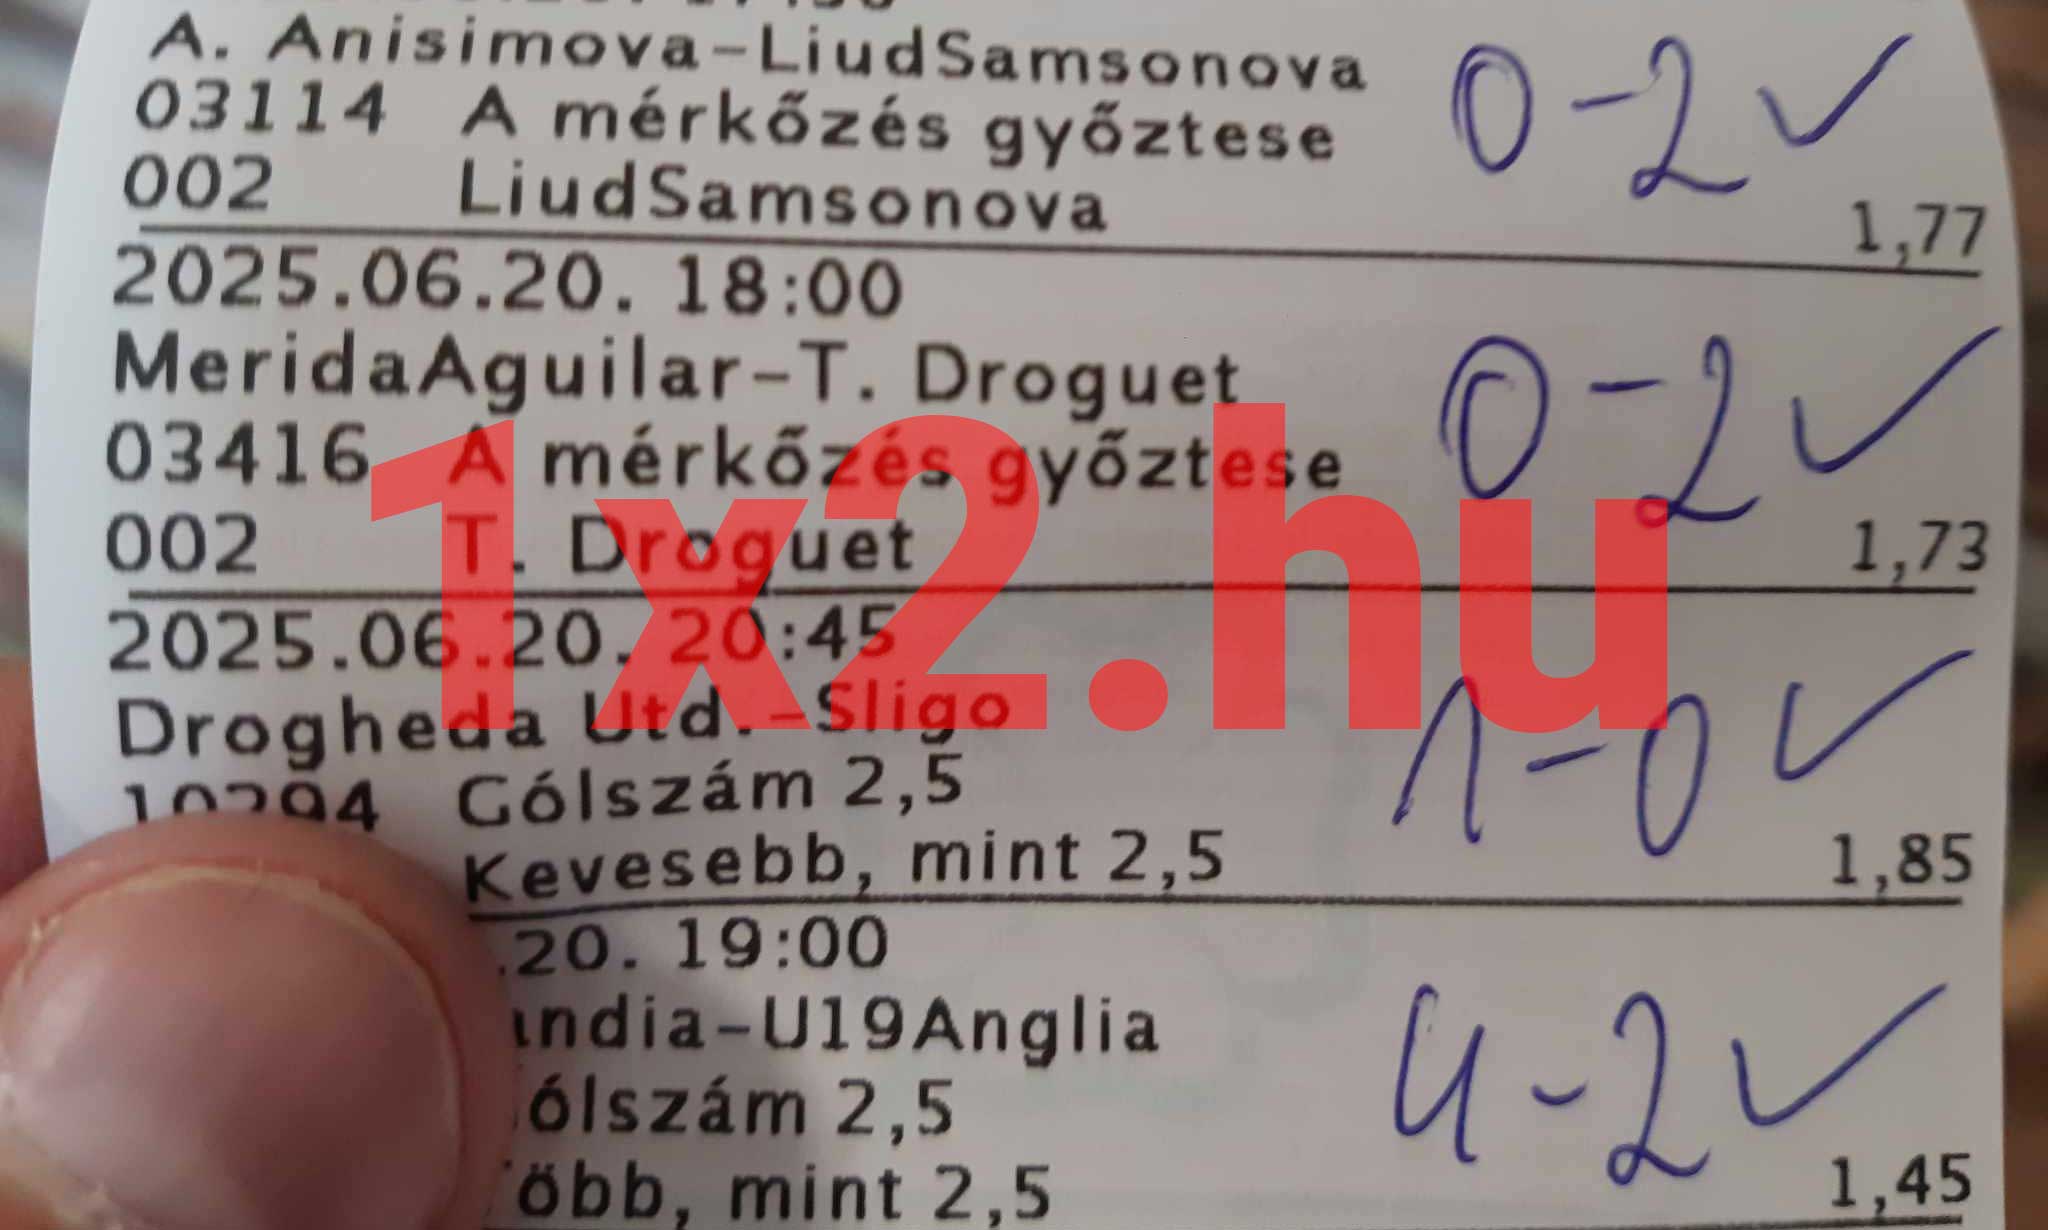 A. Anisimova-LiudSamsonova
03114 A mérkőzés győztese
0-2 ✓
002 LiudSamsonova
1,77
2025.06.20. 18:00
MeridaAguilar-T. Droguet
03416 A mérkőzés győztese
0-2 ✓
002 T. Droguet
1,73
1x2.hu
2025.06.20. 20:45
Drogheda Utd.-Sligo
Gólszám 2,5
1-0 ✓
Kevesebb, mint 2,5
1,85
.20. 19:00
-U19Anglia
2,5
4-2 ✓
mint 2,5
1,45